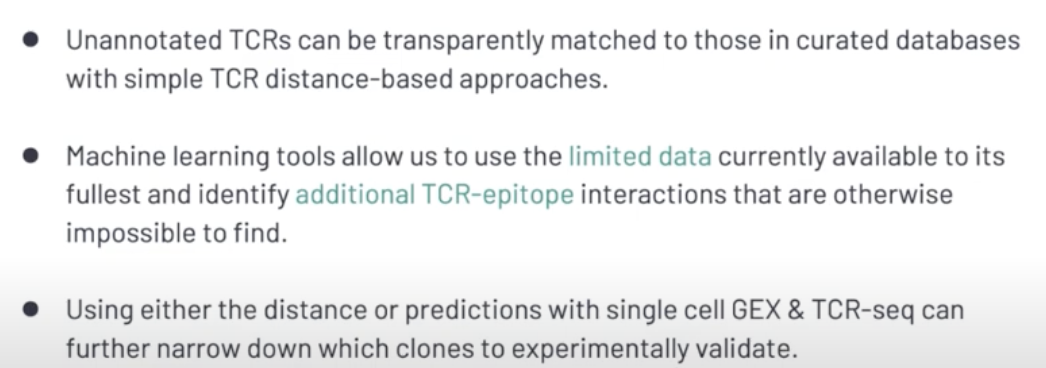 ● Unannotated TCRs can be transparently matched to those in curated databases
with simple TCR distance-based approaches.
● Machine learning tools allow us to use the limited data currently available to its
fullest and identify additional TCR-epitope interactions that are otherwise
impossible to find.
● Using either the distance or predictions with single cell GEX & TCR-seq can
further narrow down which clones to experimentally validate.